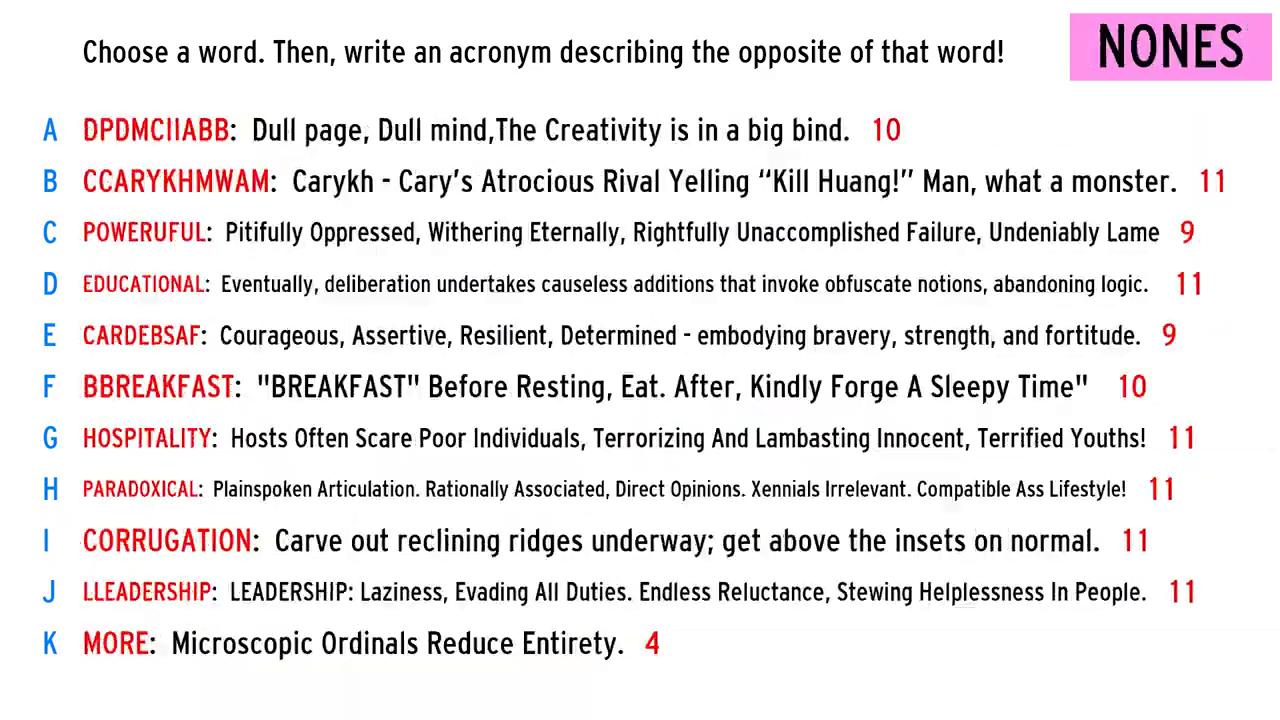 Choose a word. Then, write an acronym describing the opposite of that word!
NONES
A DPDMCIIABB: Dull page, Dull mind,The Creativity is in a big bind. 10
B CCARYKHMWAM: Carykh - Cary's Atrocious Rival Yelling “Kill Huang!” Man, what a monster. 11
C POWERUFUL: Pitifully Oppressed, Withering Eternally, Rightfully Unaccomplished Failure, Undeniably Lame 9
D EDUCATIONAL: Eventually, deliberation undertakes causeless additions that invoke obfuscate notions, abandoning logic. 11
E CARDEBSAF: Courageous, Assertive, Resilient, Determined - embodying bravery, strength, and fortitude. 9
F BBREAKFAST: "BREAKFAST" Before Resting, Eat. After, Kindly Forge A Sleepy Time" 10
G HOSPITALITY: Hosts Often Scare Poor Individuals, Terrorizing And Lambasting Innocent, Terrified Youths! 11
H PARADOXICAL: Plainspoken Articulation. Rationally Associated, Direct Opinions. Xennials Irrelevant. Compatible Ass Lifestyle! 11
I CORRUGATION: Carve out reclining ridges underway; get above the insets on normal. 11
J LLEADERSHIP: LEADERSHIP: Laziness, Evading All Duties. Endless Reluctance, Stewing Helplessness In People. 11
K MORE: Microscopic Ordinals Reduce Entirety. 4